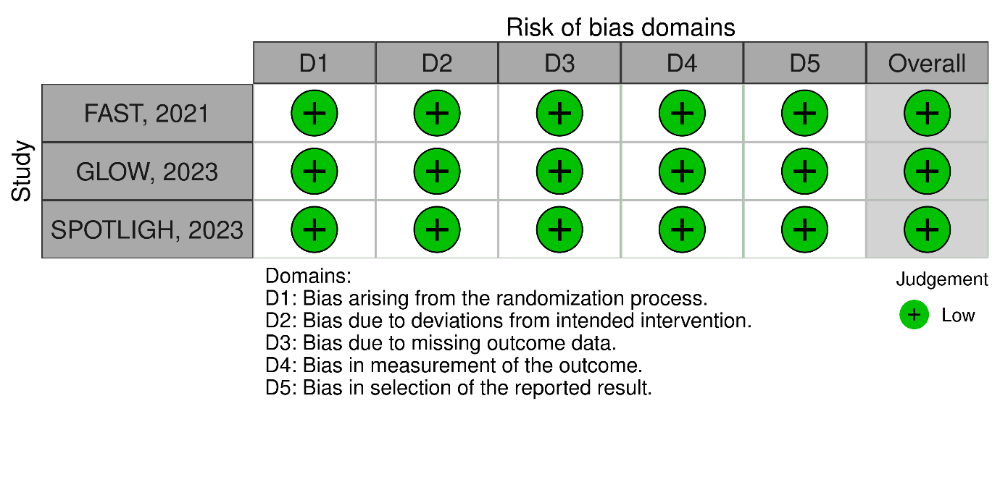 Risk of bias domains
D1 D2 D3 D4 D5 Overall
Study
FAST, 2021 + + + + + +
GLOW, 2023 + + + + + +
SPOTLIGH, 2023 + + + + + +
Domains:
D1: Bias arising from the randomization process.
D2: Bias due to deviations from intended intervention.
D3: Bias due to missing outcome data.
D4: Bias in measurement of the outcome.
D5: Bias in selection of the reported result.
Judgement
+ Low